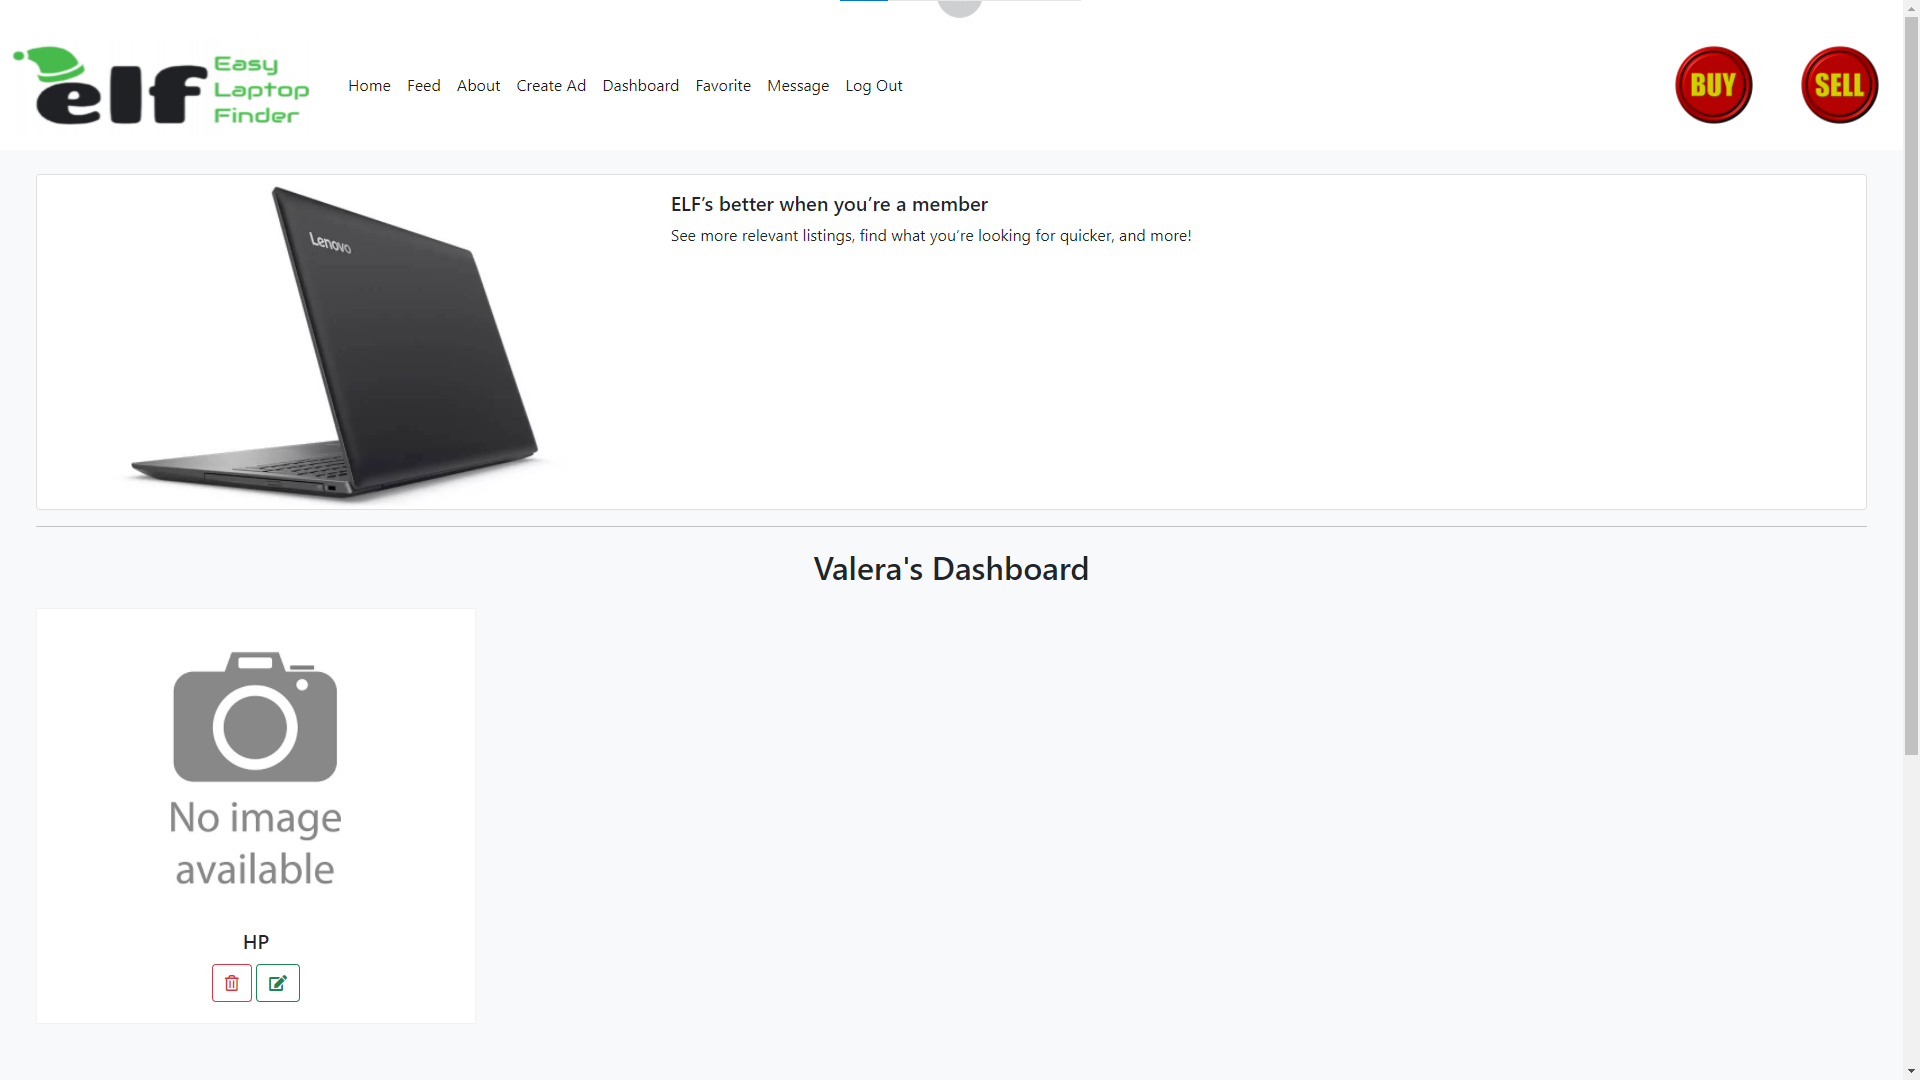 elf
Easy
Laptop
Finder
Home Feed About Create Ad Dashboard Favorite Message Log Out
BUY SELL
Lenovo
ELF’s better when you’re a member
See more relevant listings, find what you’re looking for quicker, and more!
Valera's Dashboard
No image
available
HP